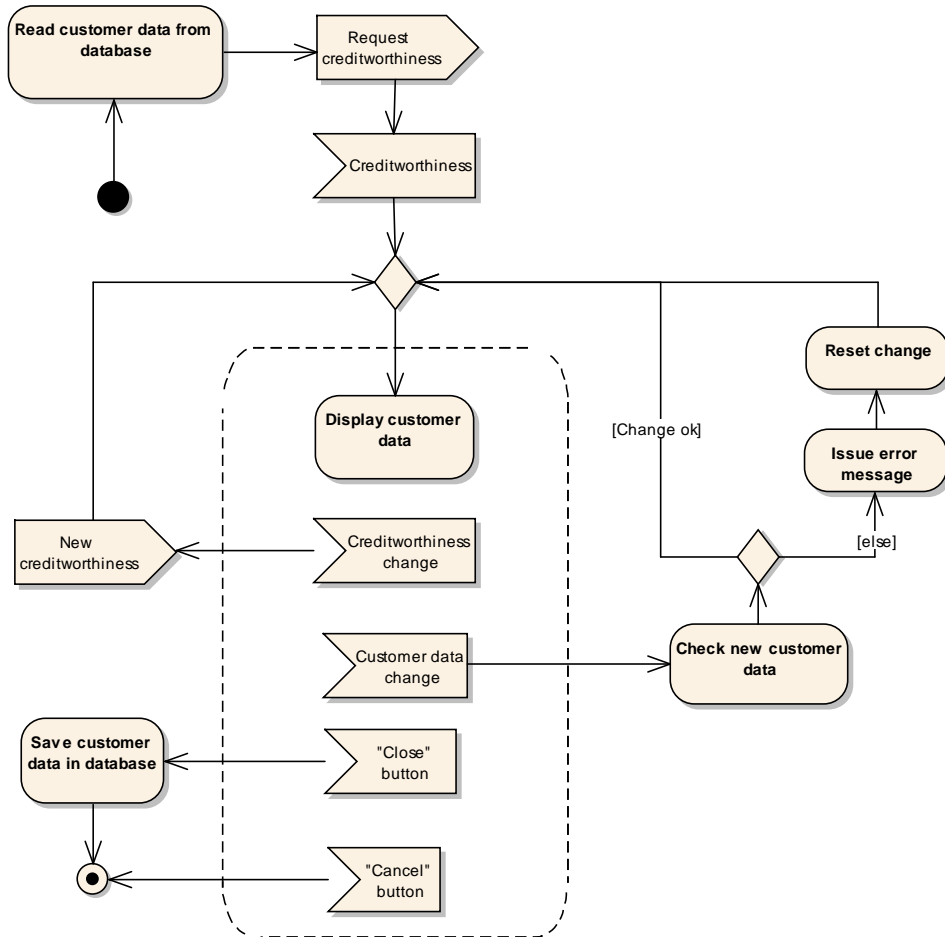 Read customer data from
database
Request
creditworthiness
Creditworthiness
Reset change
Display customer
data
[Change ok]
Issue error
message
New
creditworthiness
Creditworthiness
change
[else]
Customer data
change
Check new customer
data
Save customer
data in database
"Close"
button
"Cancel"
button